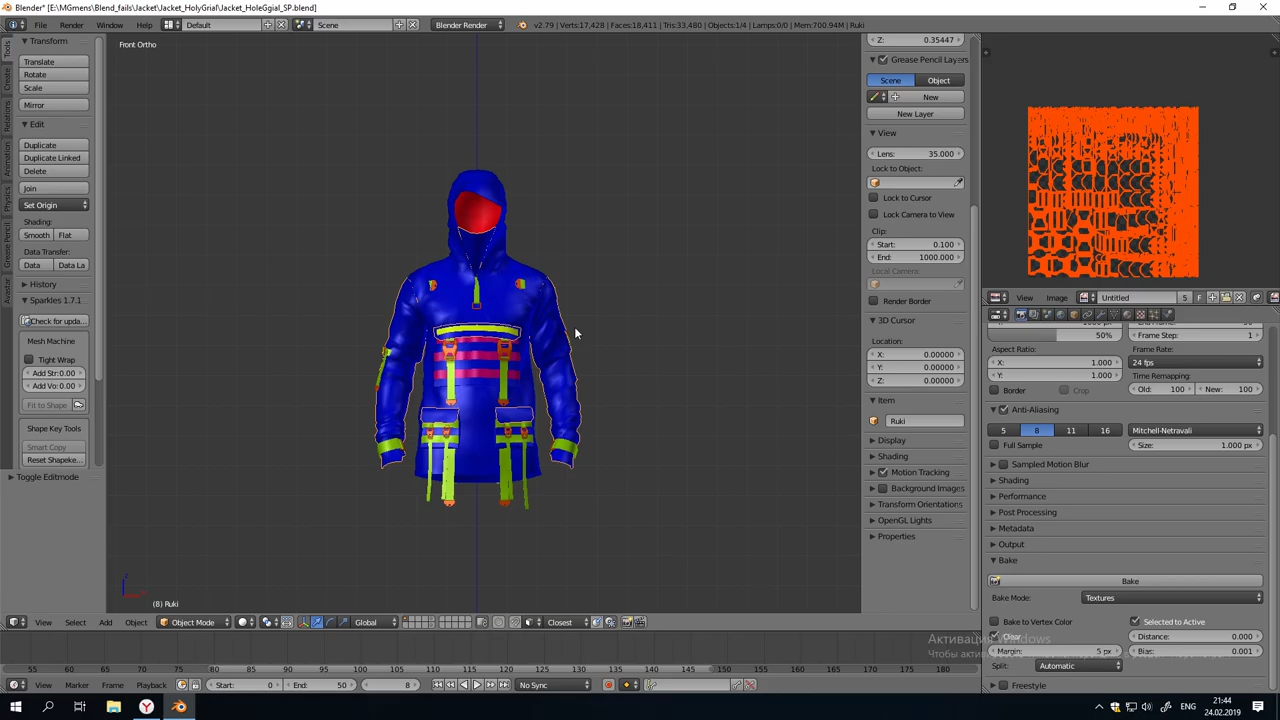 Blender* [E:\MGmens\Blend_fails\Jacket\Jacket_HolyGrial\Jacket_HoleGgial_SP.blend]
File Render Window Help Default Scene Blender Render v2.79 | Verts:17,428 | Faces:18,411 | Tris:33,480 | Objects:1/4 | Lamps:0/0 | Mem:700.94M | Ruki
Transform
Translate
Rotate
Scale
Mirror
Edit
Duplicate
Duplicate Linked
Delete
Join
Set Origin
Shading:
Smooth Flat
Data Transfer:
Data Data La
History
Sparkles 1.7.1
Check for upda...
Mesh Machine
Tight Wrap
Add Str:0.00
Add Vo:0.00
Fit to Shape
Shape Key Tools
Smart Copy
Reset Shapeke...
Toggle Editmode
Tools
Create
Relations
Animation
Physics
Grease Pencil
Avastar
Front Ortho
(8) Ruki
Z: 0.35447
Grease Pencil Layers
Scene Object
New
New Layer
View
Lens: 35.000
Lock to Object:
Lock to Cursor
Lock Camera to View
Clip:
Start: 0.100
End: 1000.000
Local Camera:
Render Border
3D Cursor
Location:
X: 0.00000
Y: 0.00000
Z: 0.00000
Item
Ruki
Display
Shading
Motion Tracking
Background Images
Transform Orientations
OpenGL Lights
Properties
View Image Untitled 5 F
50% Frame Step: 1
Aspect Ratio: Frame Rate:
X: 1.000 24 fps
Y: 1.000 Time Remapping:
Border Crop Old: 100 New: 100
Anti-Aliasing
5 8 11 16 Mitchell-Netravali
Full Sample Size: 1.000 px
Sampled Motion Blur
Shading
Performance
Post Processing
Metadata
Output
Bake
Bake
Bake Mode: Textures
Bake to Vertex Color Selected to Active
Clear Distance: 0.000
Margin: 5 px Bias: 0.001
Split: Automatic
Freestyle
Активация Windows
View Select Add Object Object Mode Global Closest
55 60 65 70 75 80 85 90 95 100 105 110 115 120 125 130 135 140 145 150 155 160 165 170 175 180
View Marker Frame Playback Start: 0 End: 50 8 No Sync
ENG
21:44
24.02.2019